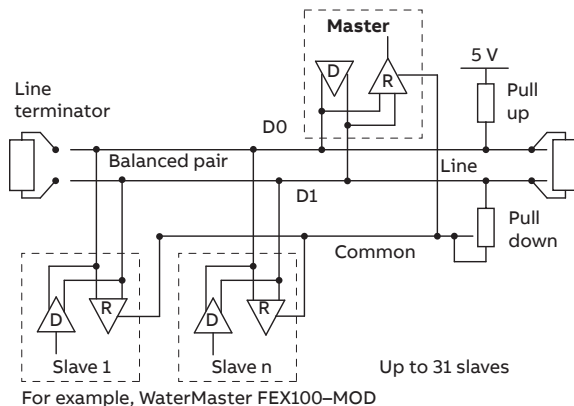 Master
5 V
D
R
Pull
up
Line
terminator
D0
Balanced pair
Line
D1
Pull
down
Common
D
R
D
R
Slave 1
Slave n
Up to 31 slaves
For example, WaterMaster FEX100–MOD